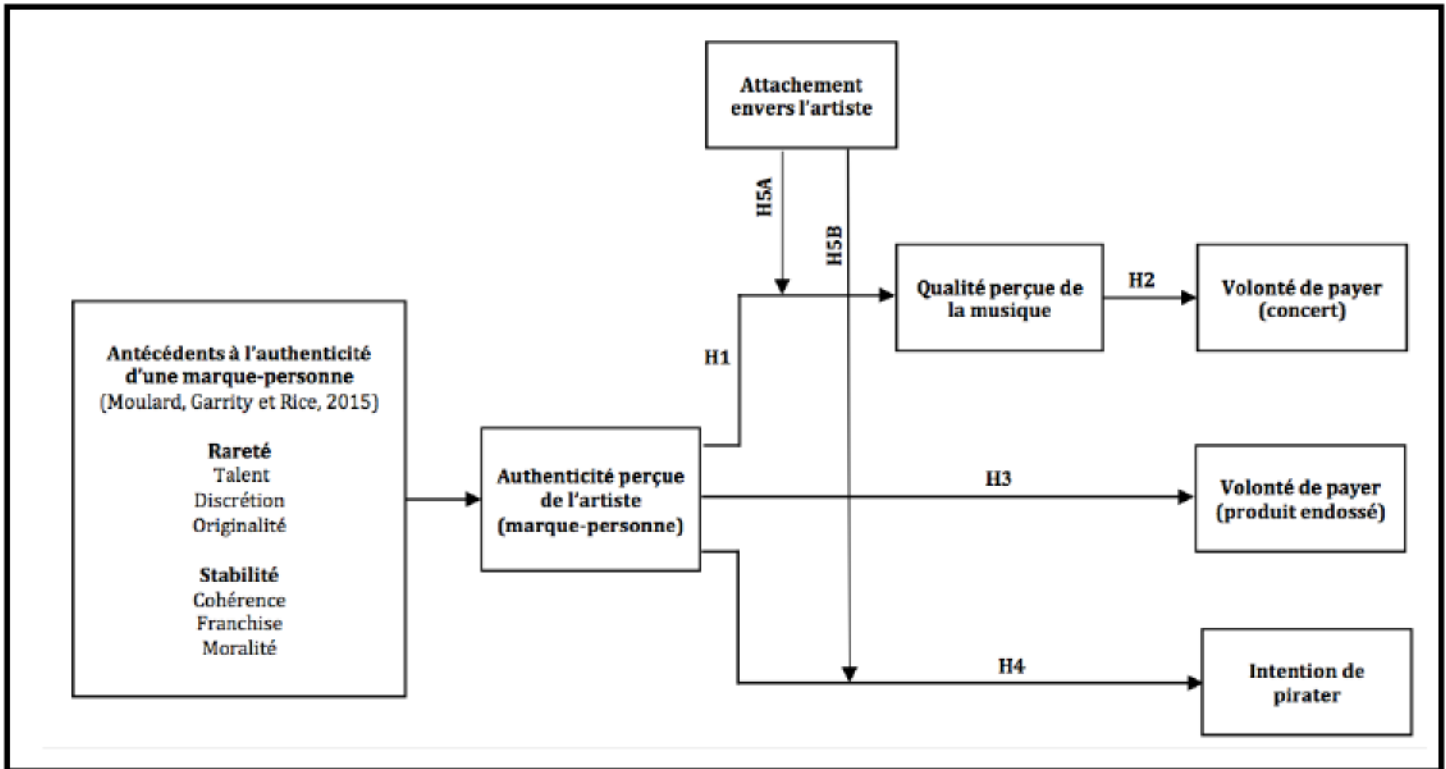 Attachement
envers l'artiste
H5A
H5B
Qualité perçue de
la musique
H2
Volonté de payer
(concert)
H1
Antécédents à l'authenticité
d'une marque-personne
(Moulard, Garrity et Rice, 2015)
Rareté
Talent
Discrétion
Originalité
Stabilité
Cohérence
Franchise
Moralité
Authenticité perçue
de l'artiste
(marque-personne)
H3
Volonté de payer
(produit endossé)
H4
Intention de
pirater